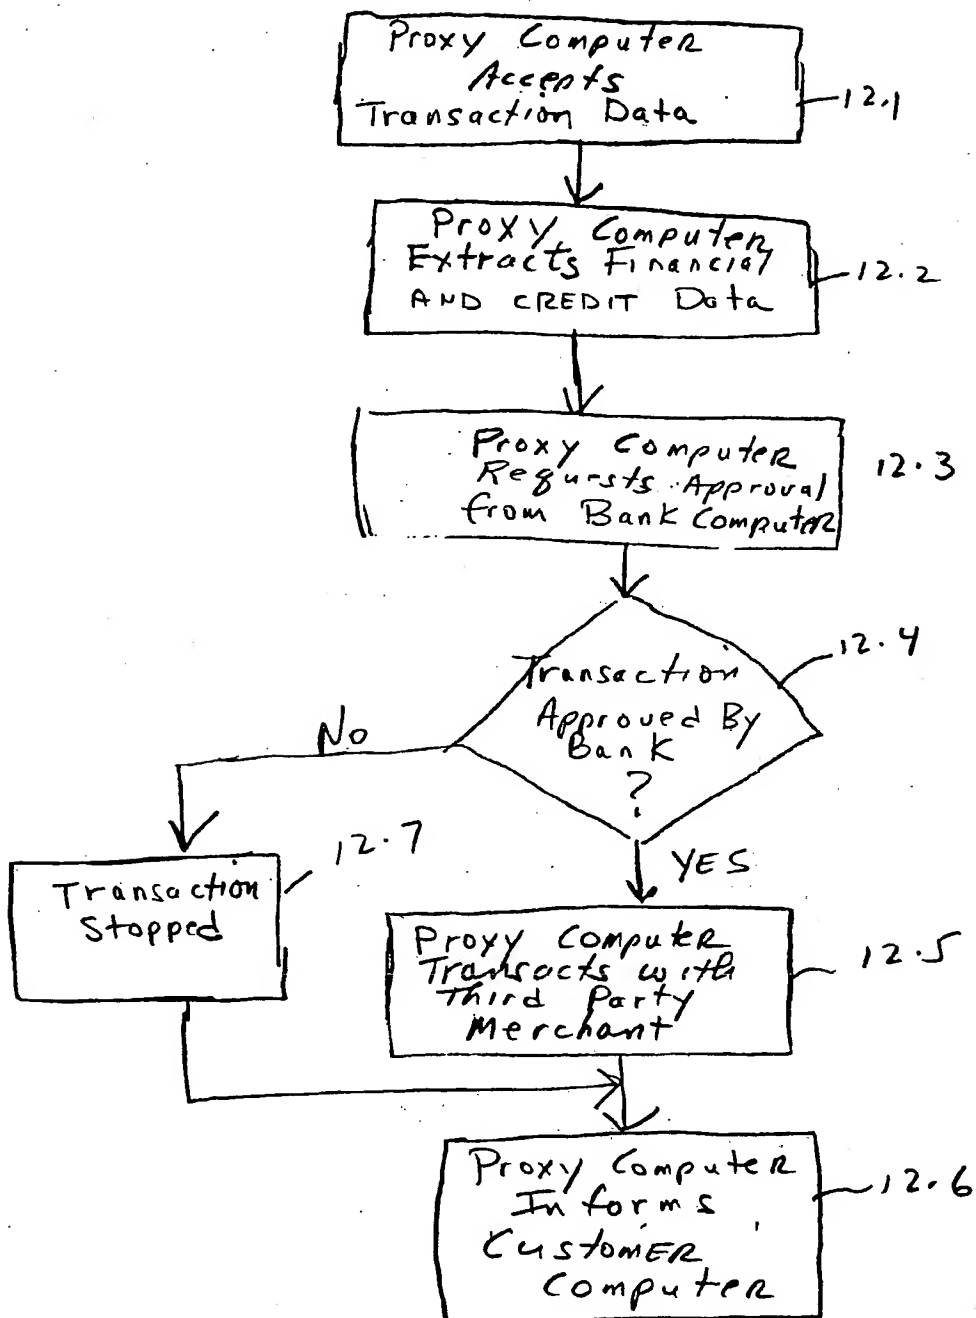 Proxy Computer
Accepts
Transaction Data
12.1
Proxy Computer
Extracts Financial
AND CREDIT Data
12.2
Proxy Computer
Reqursts Approval
from Bank Computer
12.3
Transaction
Approved By
Bank
?
12.4
No
YES
Transaction
Stopped
12.7
Proxy Computer
Transacts with
Third Party
Merchant
12.5
Proxy Computer
Informs
Customer
Computer
12.6